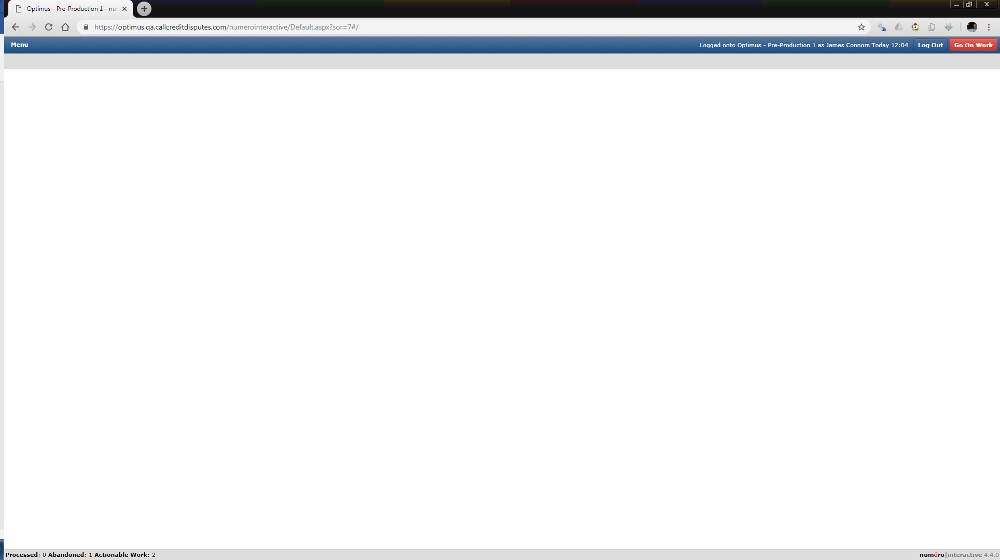 Optimus - Pre-Production 1 - nu
https://optimus.qa.callcreditdisputes.com/numerointeractive/Default.aspx?sor=7#/
Menu
Logged onto Optimus - Pre-Production 1 as James Connors Today 12:04
Log Out
Go On Work
Processed: 0 Abandoned: 1 Actionable Work: 2
numéro|interactive 4.4.0